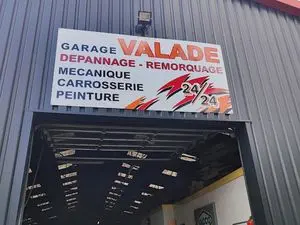 GARAGE VALADE
DEPANNAGE - REMORQUAGE
MECANIQUE
CARROSSERIE
PEINTURE
24/24